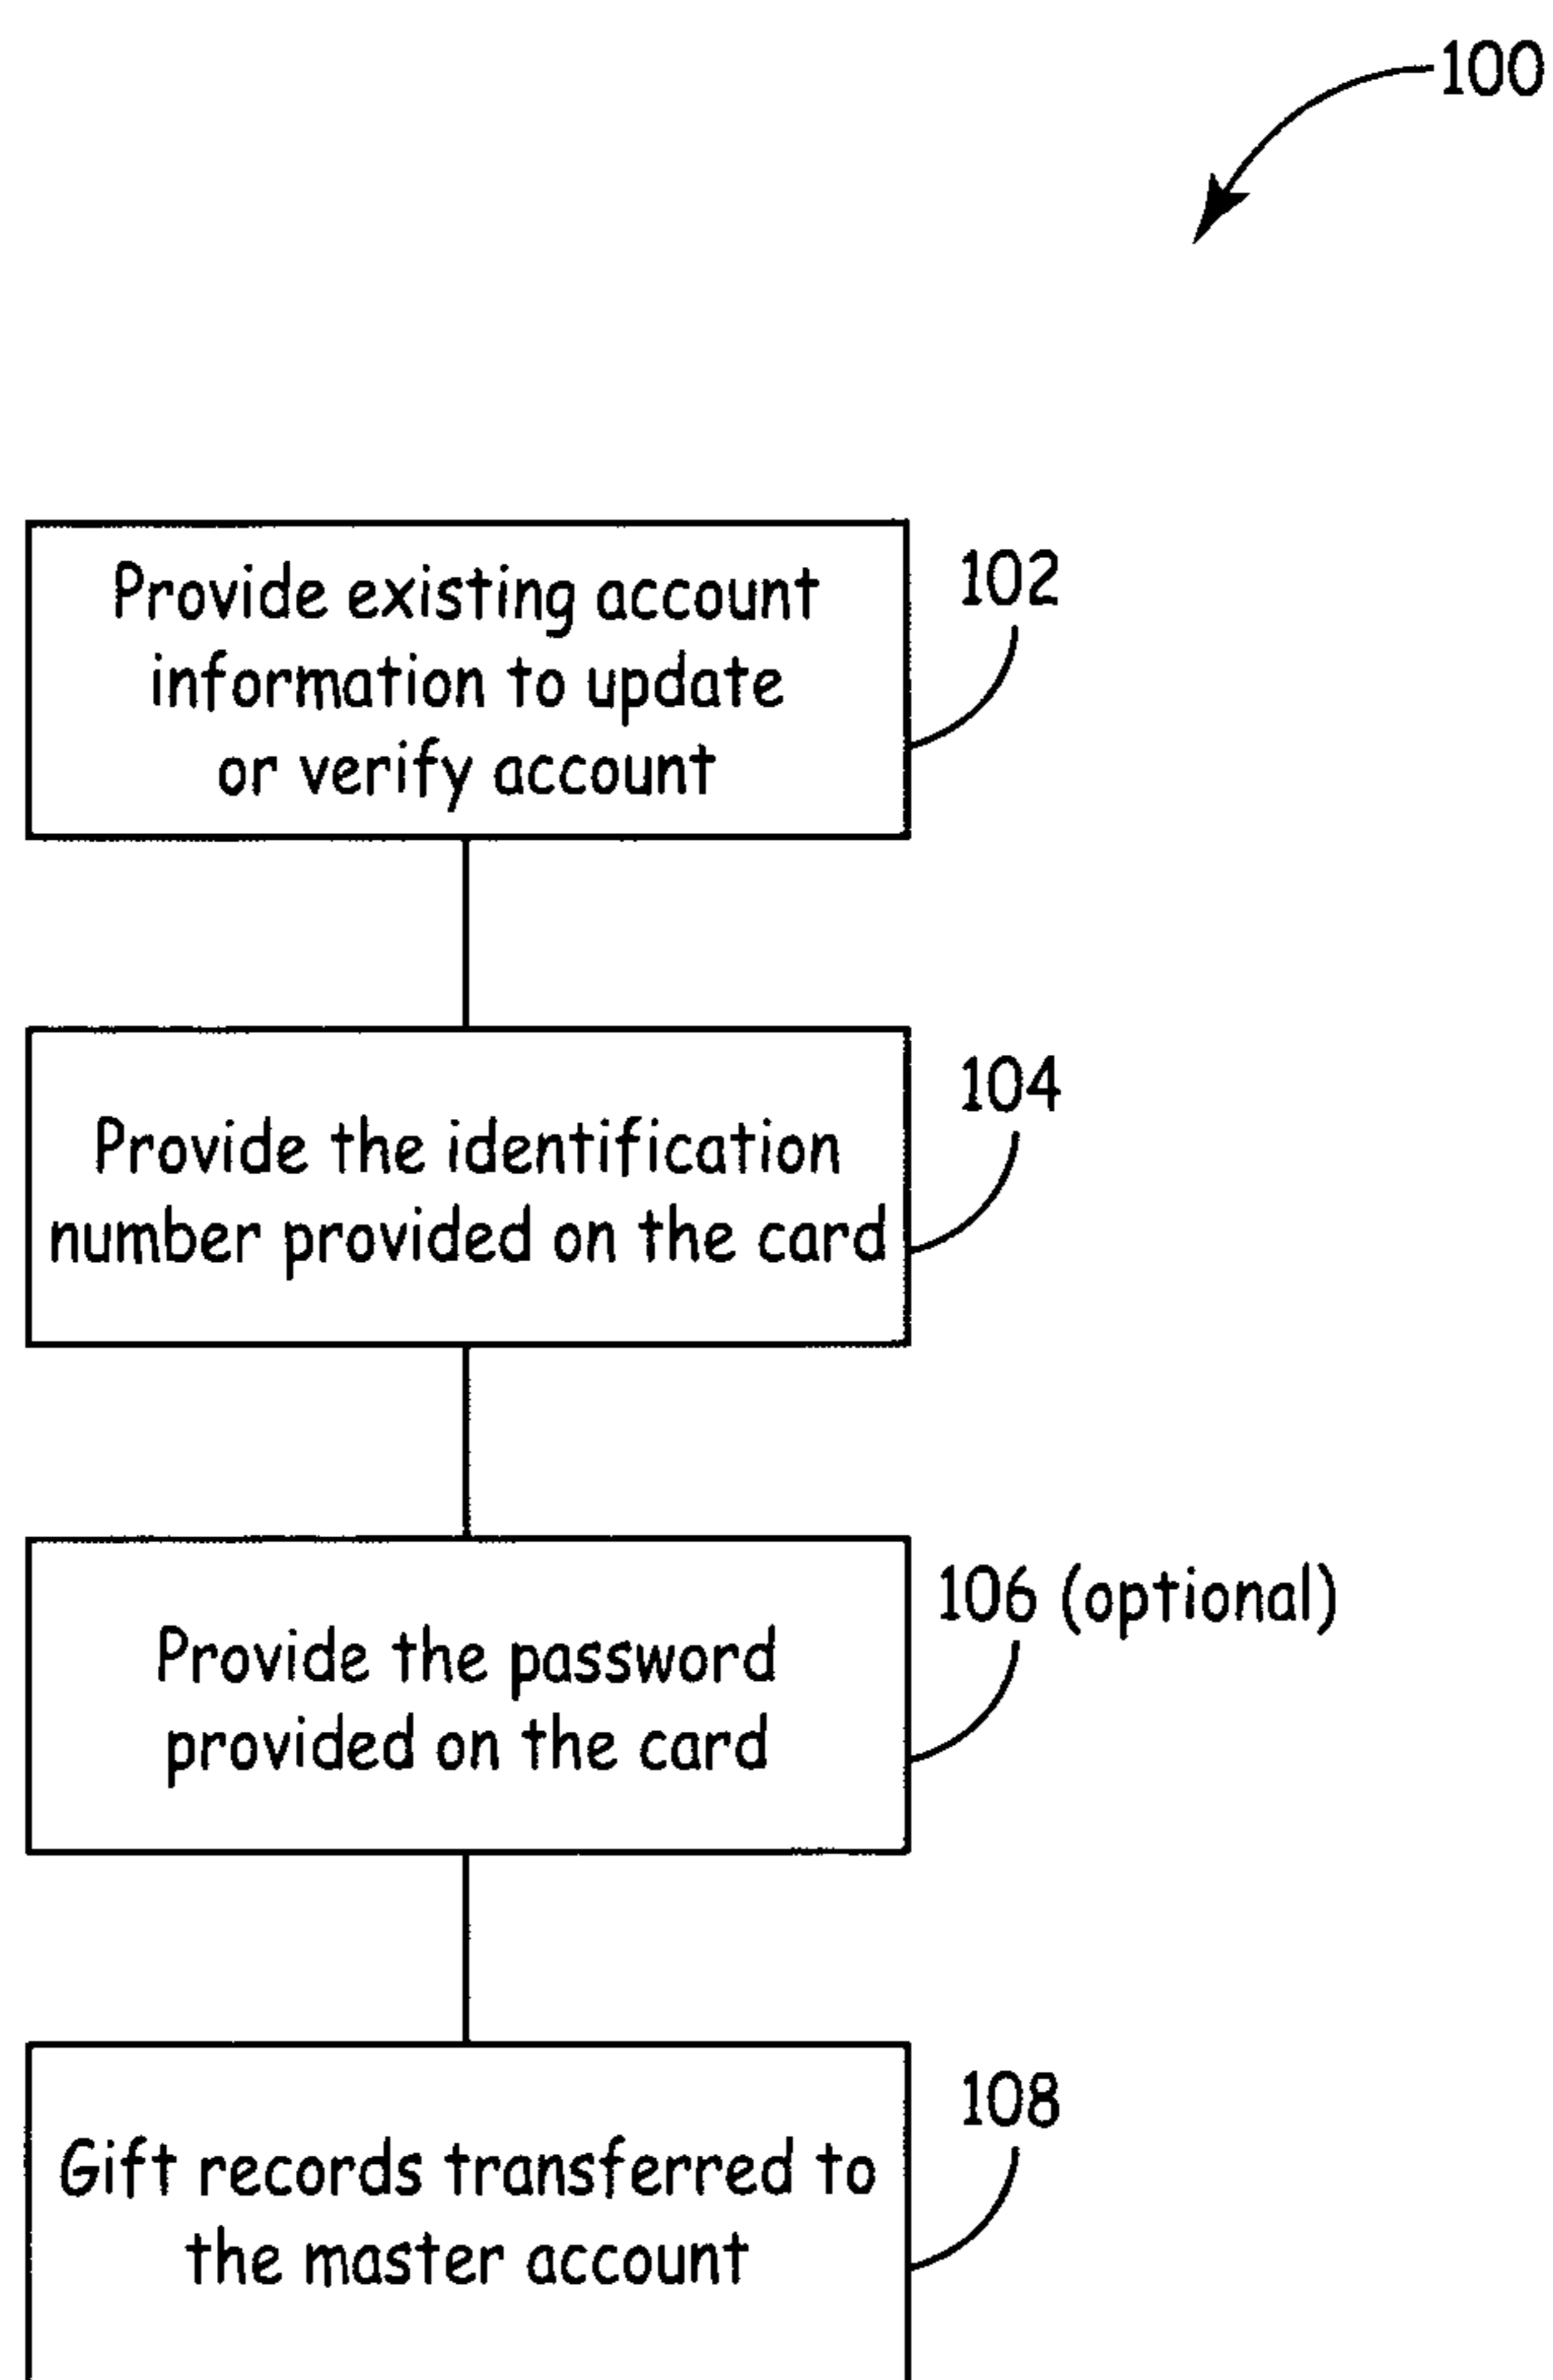 100
Provide existing account
information to update
or verify account
102
Provide the identification
number provided on the card
104
Provide the password
provided on the card
106 (optional)
Gift records transferred to
the master account
108